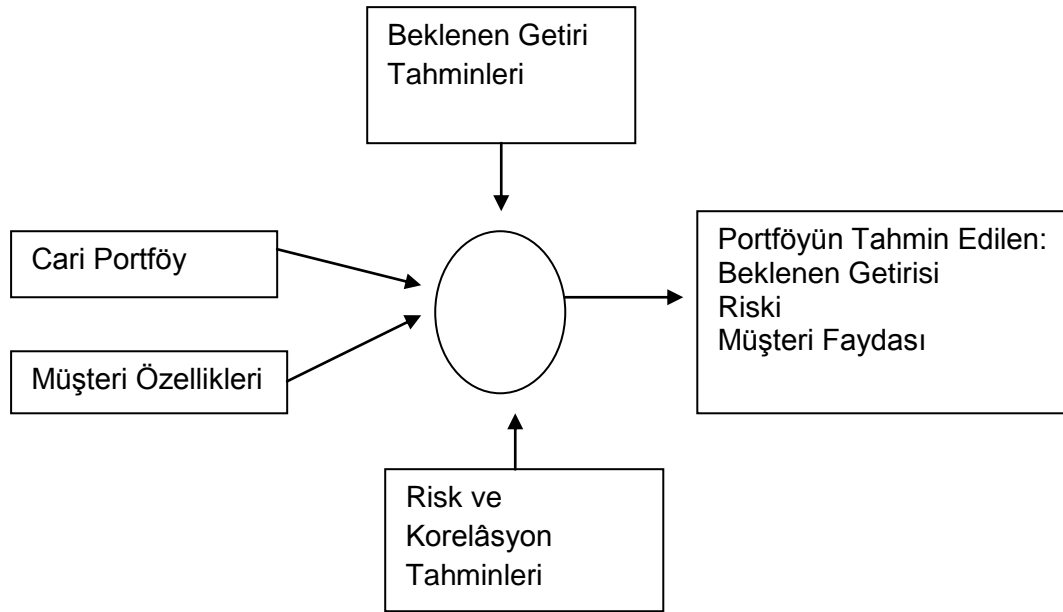 Beklenen Getiri
Tahminleri
Cari Portföy
Müşteri Özellikleri
Portföyün Tahmin Edilen:
Beklenen Getirisi
Riski
Müşteri Faydası
Risk ve
Korelâsyon
Tahminleri